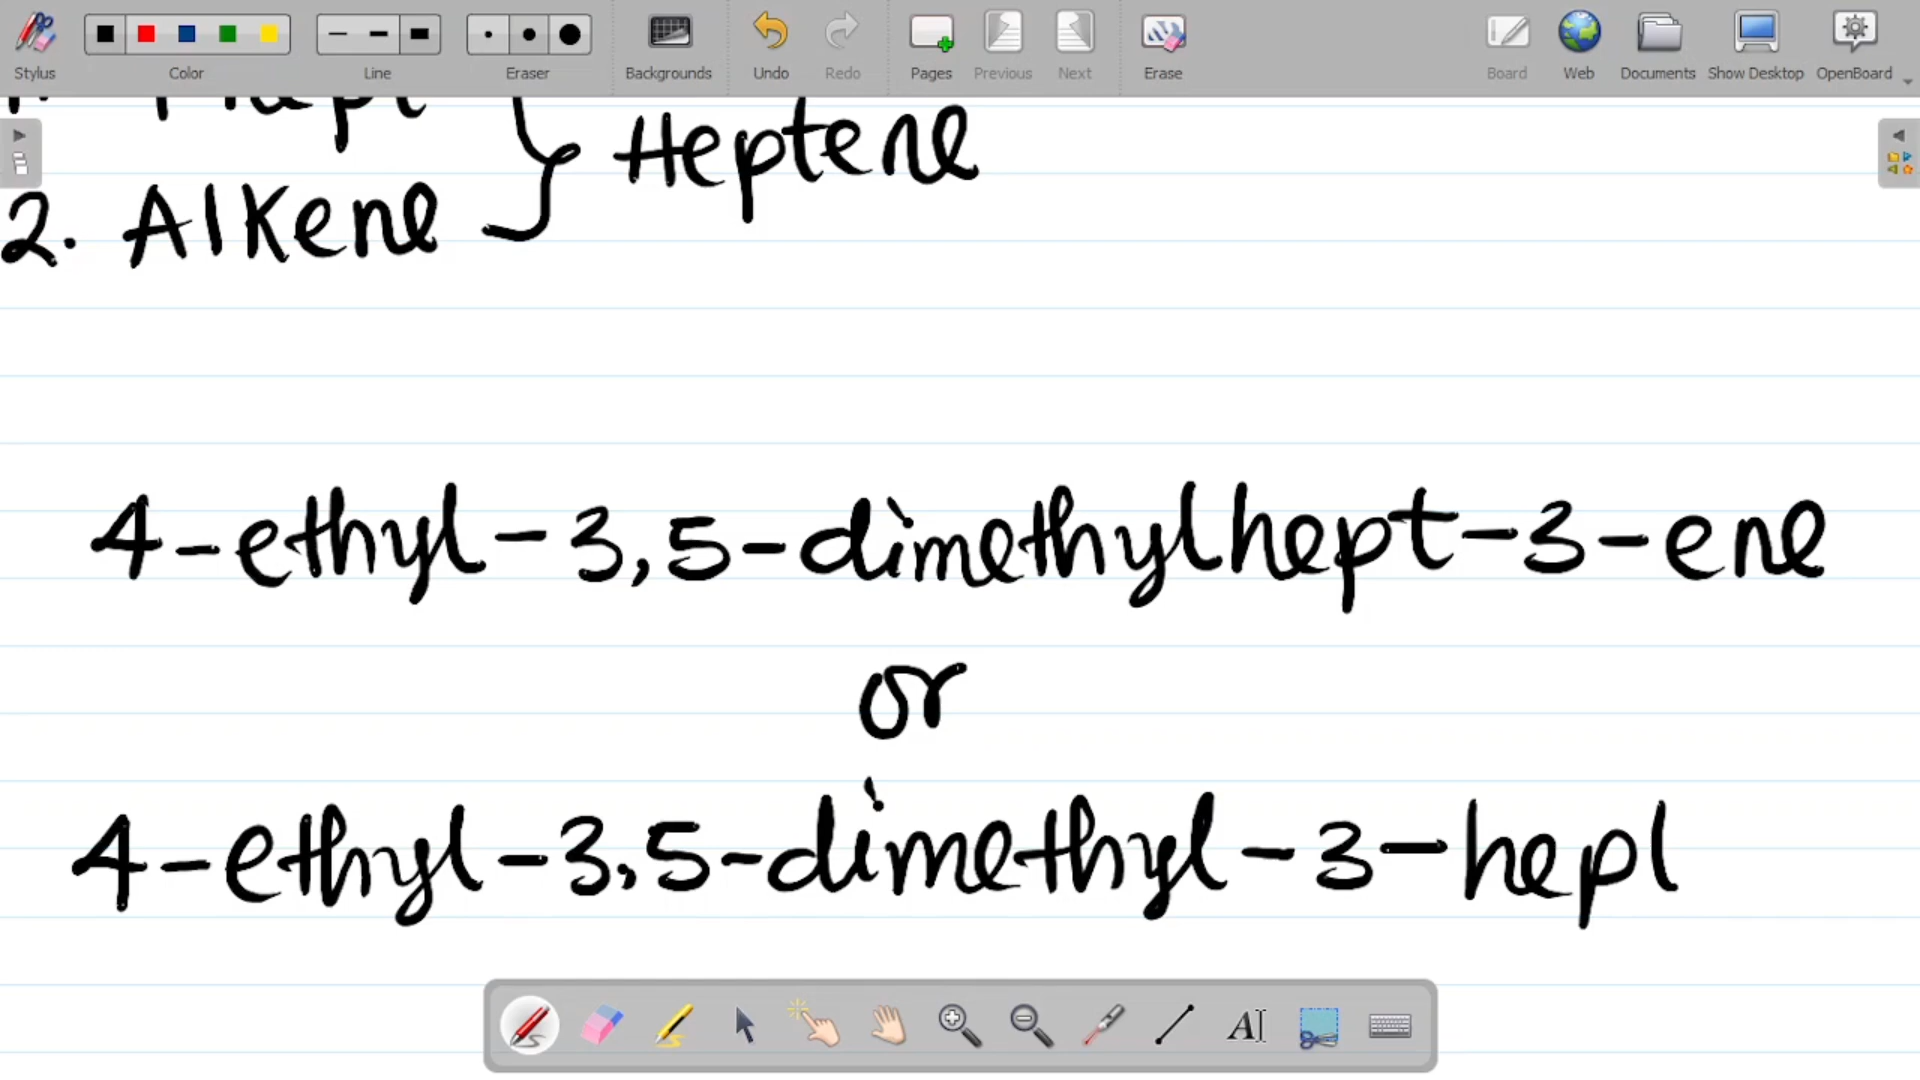 Stylus Color Line Eraser Backgrounds Undo Redo Pages Previous Next Erase Board Web Documents Show Desktop OpenBoard
Heptene
2. Alkene
4-ethyl-3,5-dimethylhept-3-ene
or
4-ethyl-3,5-dimethyl-3-hepl